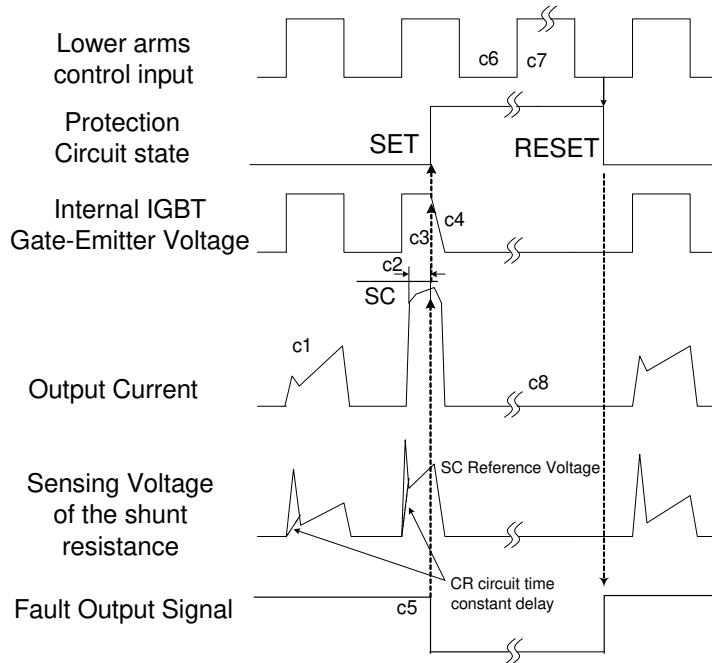 Lower arms
control input
c6
c7
Protection
Circuit state
SET
RESET
Internal IGBT
Gate-Emitter Voltage
c3
c4
c2
SC
c1
Output Current
c8
Sensing Voltage
of the shunt
resistance
SC Reference Voltage
CR circuit time
constant delay
Fault Output Signal
c5